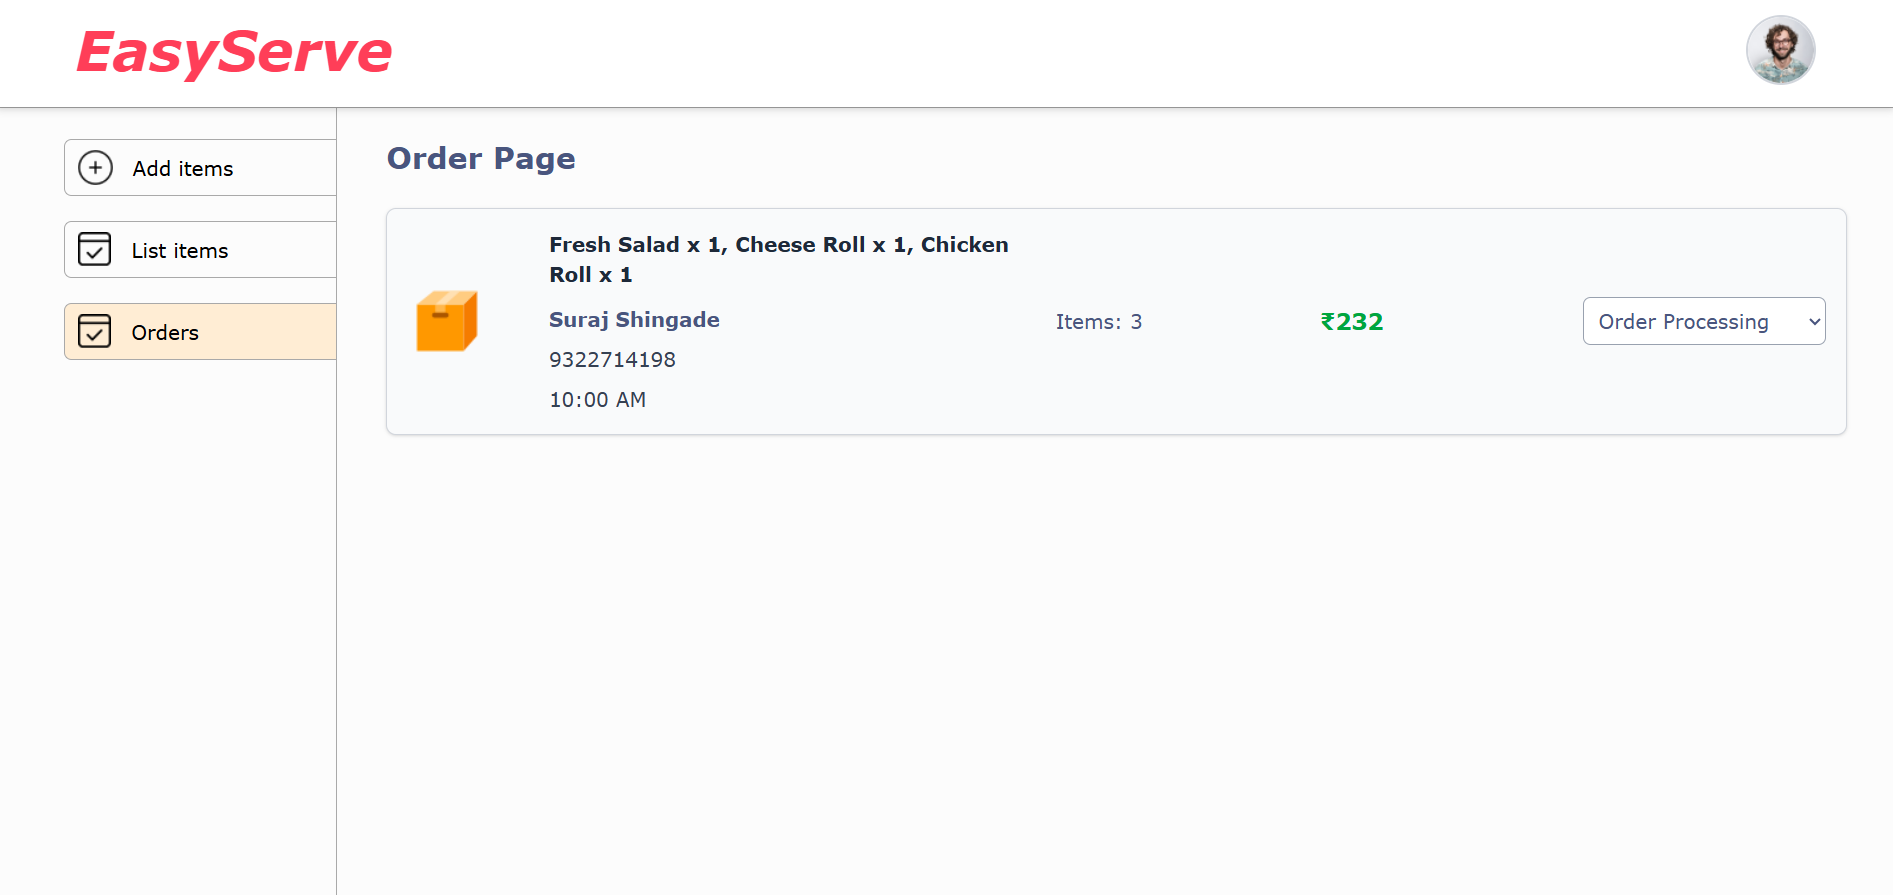 EasyServe
Add items
List items
Orders
Order Page
Fresh Salad x 1, Cheese Roll x 1, Chicken
Roll x 1
Suraj Shingade
9322714198
10:00 AM
Items: 3
₹232
Order Processing